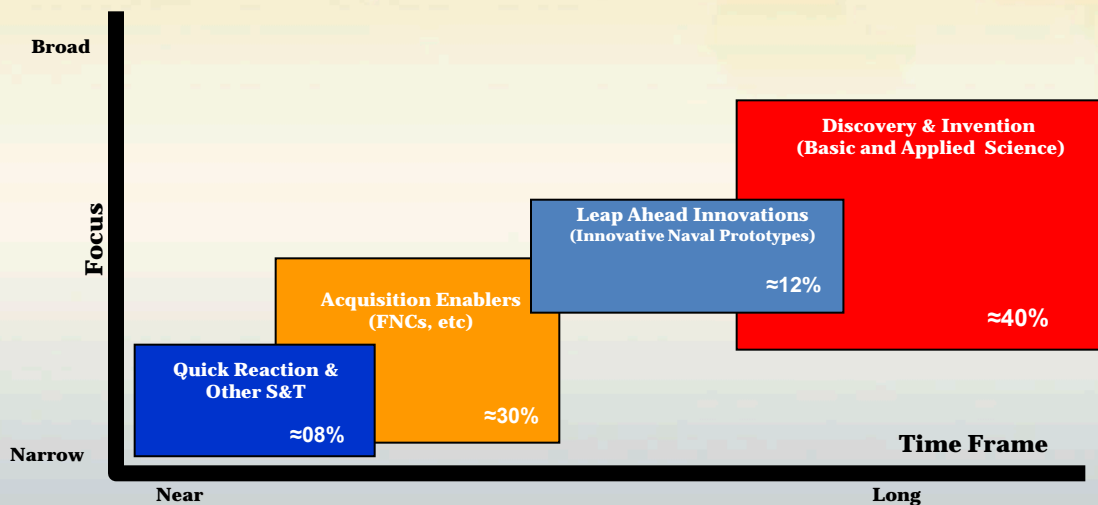 Broad
Focus
Narrow
Discovery & Invention
(Basic and Applied Science)
≈40%
Leap Ahead Innovations
(Innovative Naval Prototypes)
≈12%
Acquisition Enablers
(FNCs, etc)
≈30%
Quick Reaction &
Other S&T
≈08%
Time Frame
Near
Long